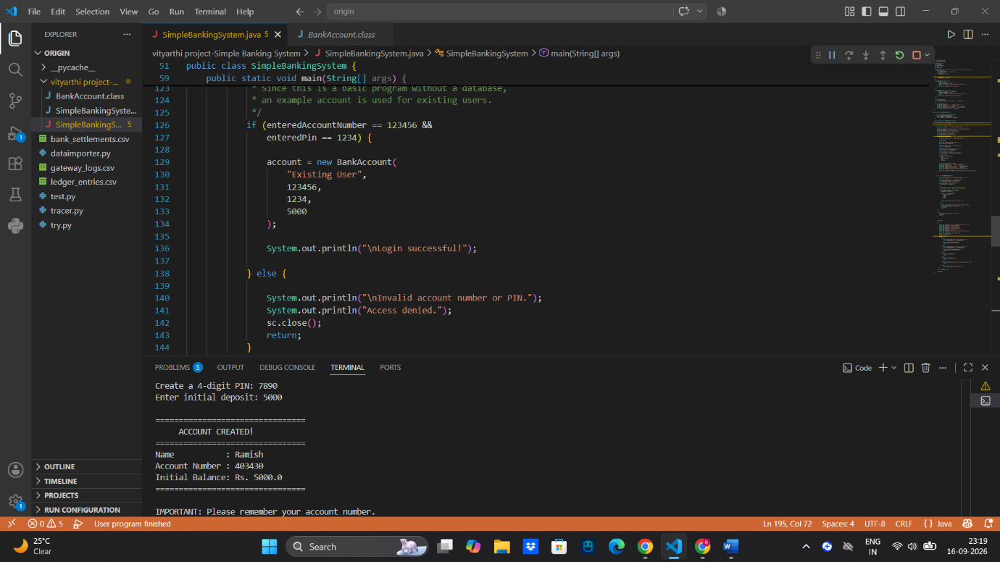 File Edit Selection View Go Run Terminal Help
origin
EXPLORER
ORIGIN
__pycache__
vityarthi project-...
BankAccount.class
SimpleBankingSyste...
SimpleBankingS... 5
bank_settlements.csv
dataimporter.py
gateway_logs.csv
ledger_entries.csv
test.py
tracer.py
try.py
OUTLINE
TIMELINE
PROJECTS
RUN CONFIGURATION
1
1
SimpleBankingSystem.java 5
BankAccount.class
vityarthi project-Simple Banking System > SimpleBankingSystem.java > SimpleBankingSystem > main(String[] args)
51 public class SimpleBankingSystem {
59 public static void main(String[] args) {
123 * Since this is a basic program without a database,
124 * an example account is used for existing users.
125 */
126 if (enteredAccountNumber == 123456 &&
127 enteredPin == 1234) {
128
129 account = new BankAccount(
130 "Existing User",
131 123456,
132 1234,
133 5000
134 );
135
136 System.out.println("\nLogin successful!");
137
138 } else {
139
140 System.out.println("\nInvalid account number or PIN.");
141 System.out.println("Access denied.");
142 sc.close();
143 return;
144 }
PROBLEMS 5 OUTPUT DEBUG CONSOLE TERMINAL PORTS
Code
Create a 4-digit PIN: 7890
Enter initial deposit: 5000
================================
ACCOUNT CREATED!
================================
Name : Ramish
Account Number : 403430
Initial Balance: Rs. 5000.0
================================
IMPORTANT: Please remember your account number.
0 5 User program finished
Ln 195, Col 72 Spaces: 4 UTF-8 CRLF {} Java
25°C
Clear
Search
ENG
IN
23:19
16-09-2026